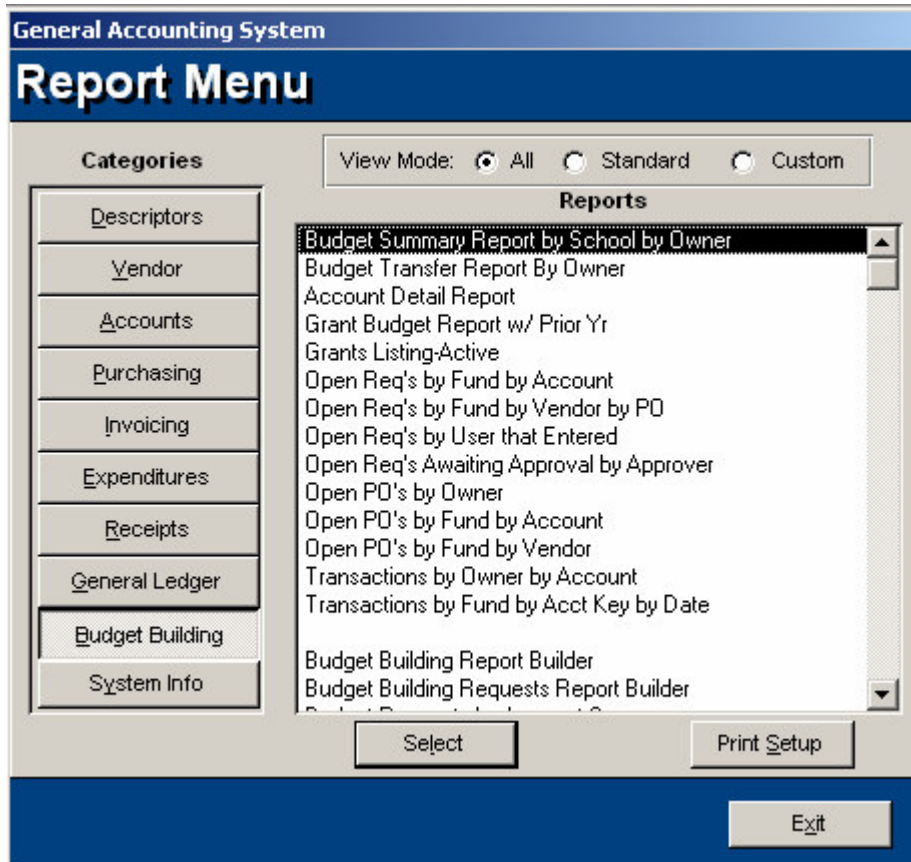 General Accounting System
Report Menu
Categories
View Mode: All Standard Custom
Reports
Descriptors
Vendor
Accounts
Purchasing
Invoicing
Expenditures
Receipts
General Ledger
Budget Building
System Info
Budget Summary Report by School by Owner
Budget Transfer Report By Owner
Account Detail Report
Grant Budget Report w/ Prior Yr
Grants Listing-Active
Open Req's by Fund by Account
Open Req's by Fund by Vendor by PO
Open Req's by User that Entered
Open Req's Awaiting Approval by Approver
Open PO's by Owner
Open PO's by Fund by Account
Open PO's by Fund by Vendor
Transactions by Owner by Account
Transactions by Fund by Acct Key by Date
Budget Building Report Builder
Budget Building Requests Report Builder
Select
Print Setup
Exit